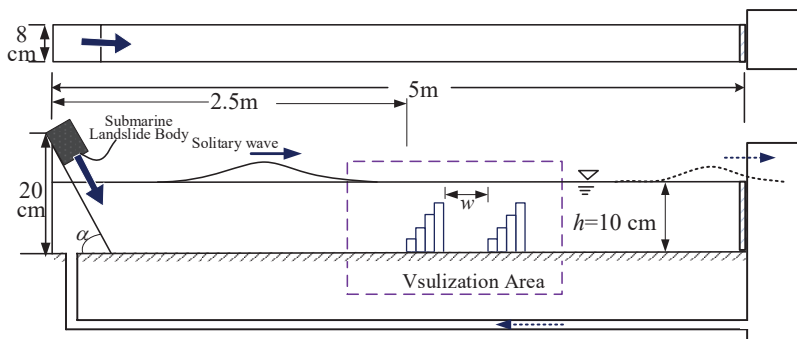 8
cm
5m
2.5m
Submarine
Landslide Body
Solitary wave
20
cm
w
h=10 cm
α
Vsulization Area